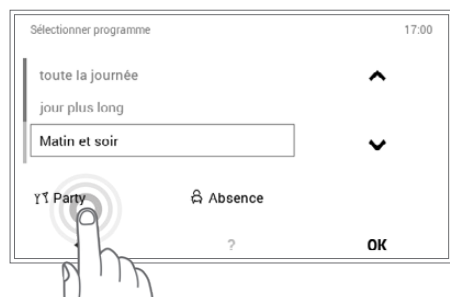 Sélectionner programme 17:00
toute la journée
jour plus long
Matin et soir
Party Absence
? OK